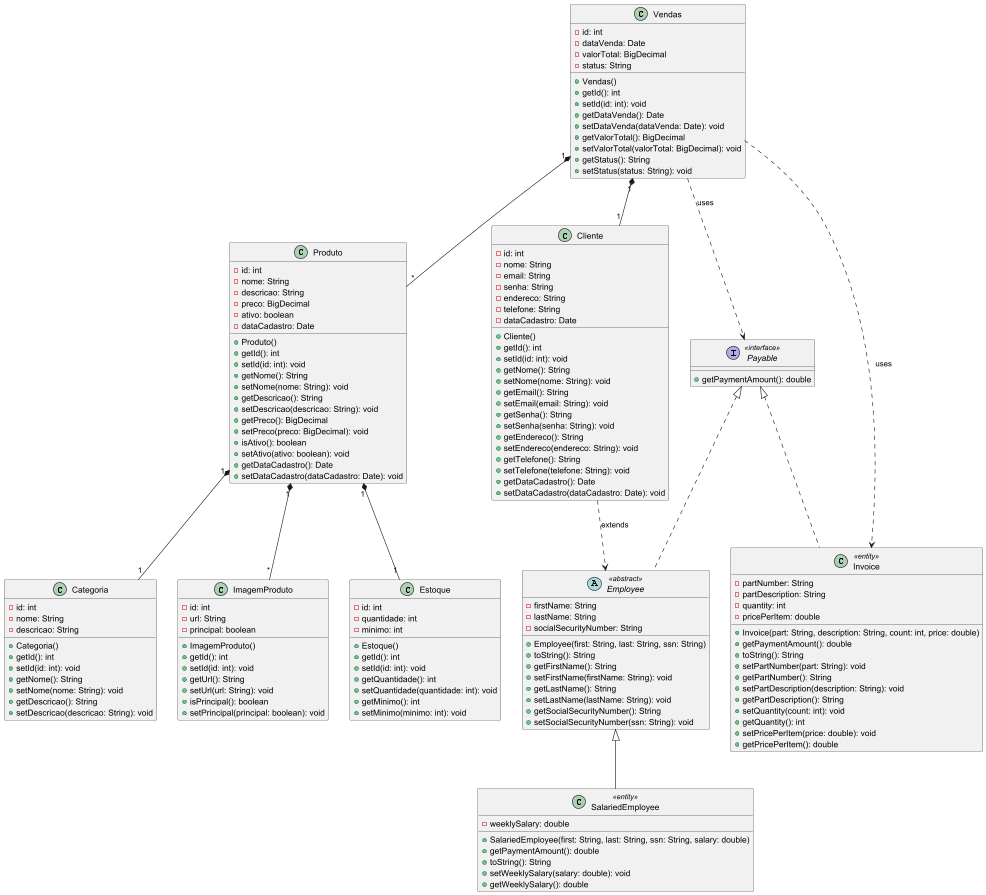 Vendas
id: int
dataVenda: Date
valorTotal: BigDecimal
status: String
Vendas()
getId(): int
setId(id: int): void
getDataVenda(): Date
setDataVenda(dataVenda: Date): void
getValorTotal(): BigDecimal
setValorTotal(valorTotal: BigDecimal): void
getStatus(): String
setStatus(status: String): void
1
1
uses
uses
*
1
Produto
id: int
nome: String
descricao: String
preco: BigDecimal
ativo: boolean
dataCadastro: Date
Produto()
getId(): int
setId(id: int): void
getNome(): String
setNome(nome: String): void
getDescricao(): String
setDescricao(descricao: String): void
getPreco(): BigDecimal
setPreco(preco: BigDecimal): void
isAtivo(): boolean
setAtivo(ativo: boolean): void
getDataCadastro(): Date
setDataCadastro(dataCadastro: Date): void
Cliente
id: int
nome: String
email: String
senha: String
endereco: String
telefone: String
dataCadastro: Date
Cliente()
getId(): int
setId(id: int): void
getNome(): String
setNome(nome: String): void
getEmail(): String
setEmail(email: String): void
getSenha(): String
setSenha(senha: String): void
getEndereco(): String
setEndereco(endereco: String): void
getTelefone(): String
setTelefone(telefone: String): void
getDataCadastro(): Date
setDataCadastro(dataCadastro: Date): void
«interface»
Payable
getPaymentAmount(): double
1
1
1
extends
1
*
1
Categoria
id: int
nome: String
descricao: String
Categoria()
getId(): int
setId(id: int): void
getNome(): String
setNome(nome: String): void
getDescricao(): String
setDescricao(descricao: String): void
ImagemProduto
id: int
url: String
principal: boolean
ImagemProduto()
getId(): int
setId(id: int): void
getUrl(): String
setUrl(url: String): void
isPrincipal(): boolean
setPrincipal(principal: boolean): void
Estoque
id: int
quantidade: int
minimo: int
Estoque()
getId(): int
setId(id: int): void
getQuantidade(): int
setQuantidade(quantidade: int): void
getMinimo(): int
setMinimo(minimo: int): void
«abstract»
Employee
firstName: String
lastName: String
socialSecurityNumber: String
Employee(first: String, last: String, ssn: String)
toString(): String
getFirstName(): String
setFirstName(firstName: String): void
getLastName(): String
setLastName(lastName: String): void
getSocialSecurityNumber(): String
setSocialSecurityNumber(ssn: String): void
«entity»
Invoice
partNumber: String
partDescription: String
quantity: int
pricePerItem: double
Invoice(part: String, description: String, count: int, price: double)
getPaymentAmount(): double
toString(): String
setPartNumber(part: String): void
getPartNumber(): String
setPartDescription(description: String): void
getPartDescription(): String
setQuantity(count: int): void
getQuantity(): int
setPricePerItem(price: double): void
getPricePerItem(): double
«entity»
SalariedEmployee
weeklySalary: double
SalariedEmployee(first: String, last: String, ssn: String, salary: double)
getPaymentAmount(): double
toString(): String
setWeeklySalary(salary: double): void
getWeeklySalary(): double